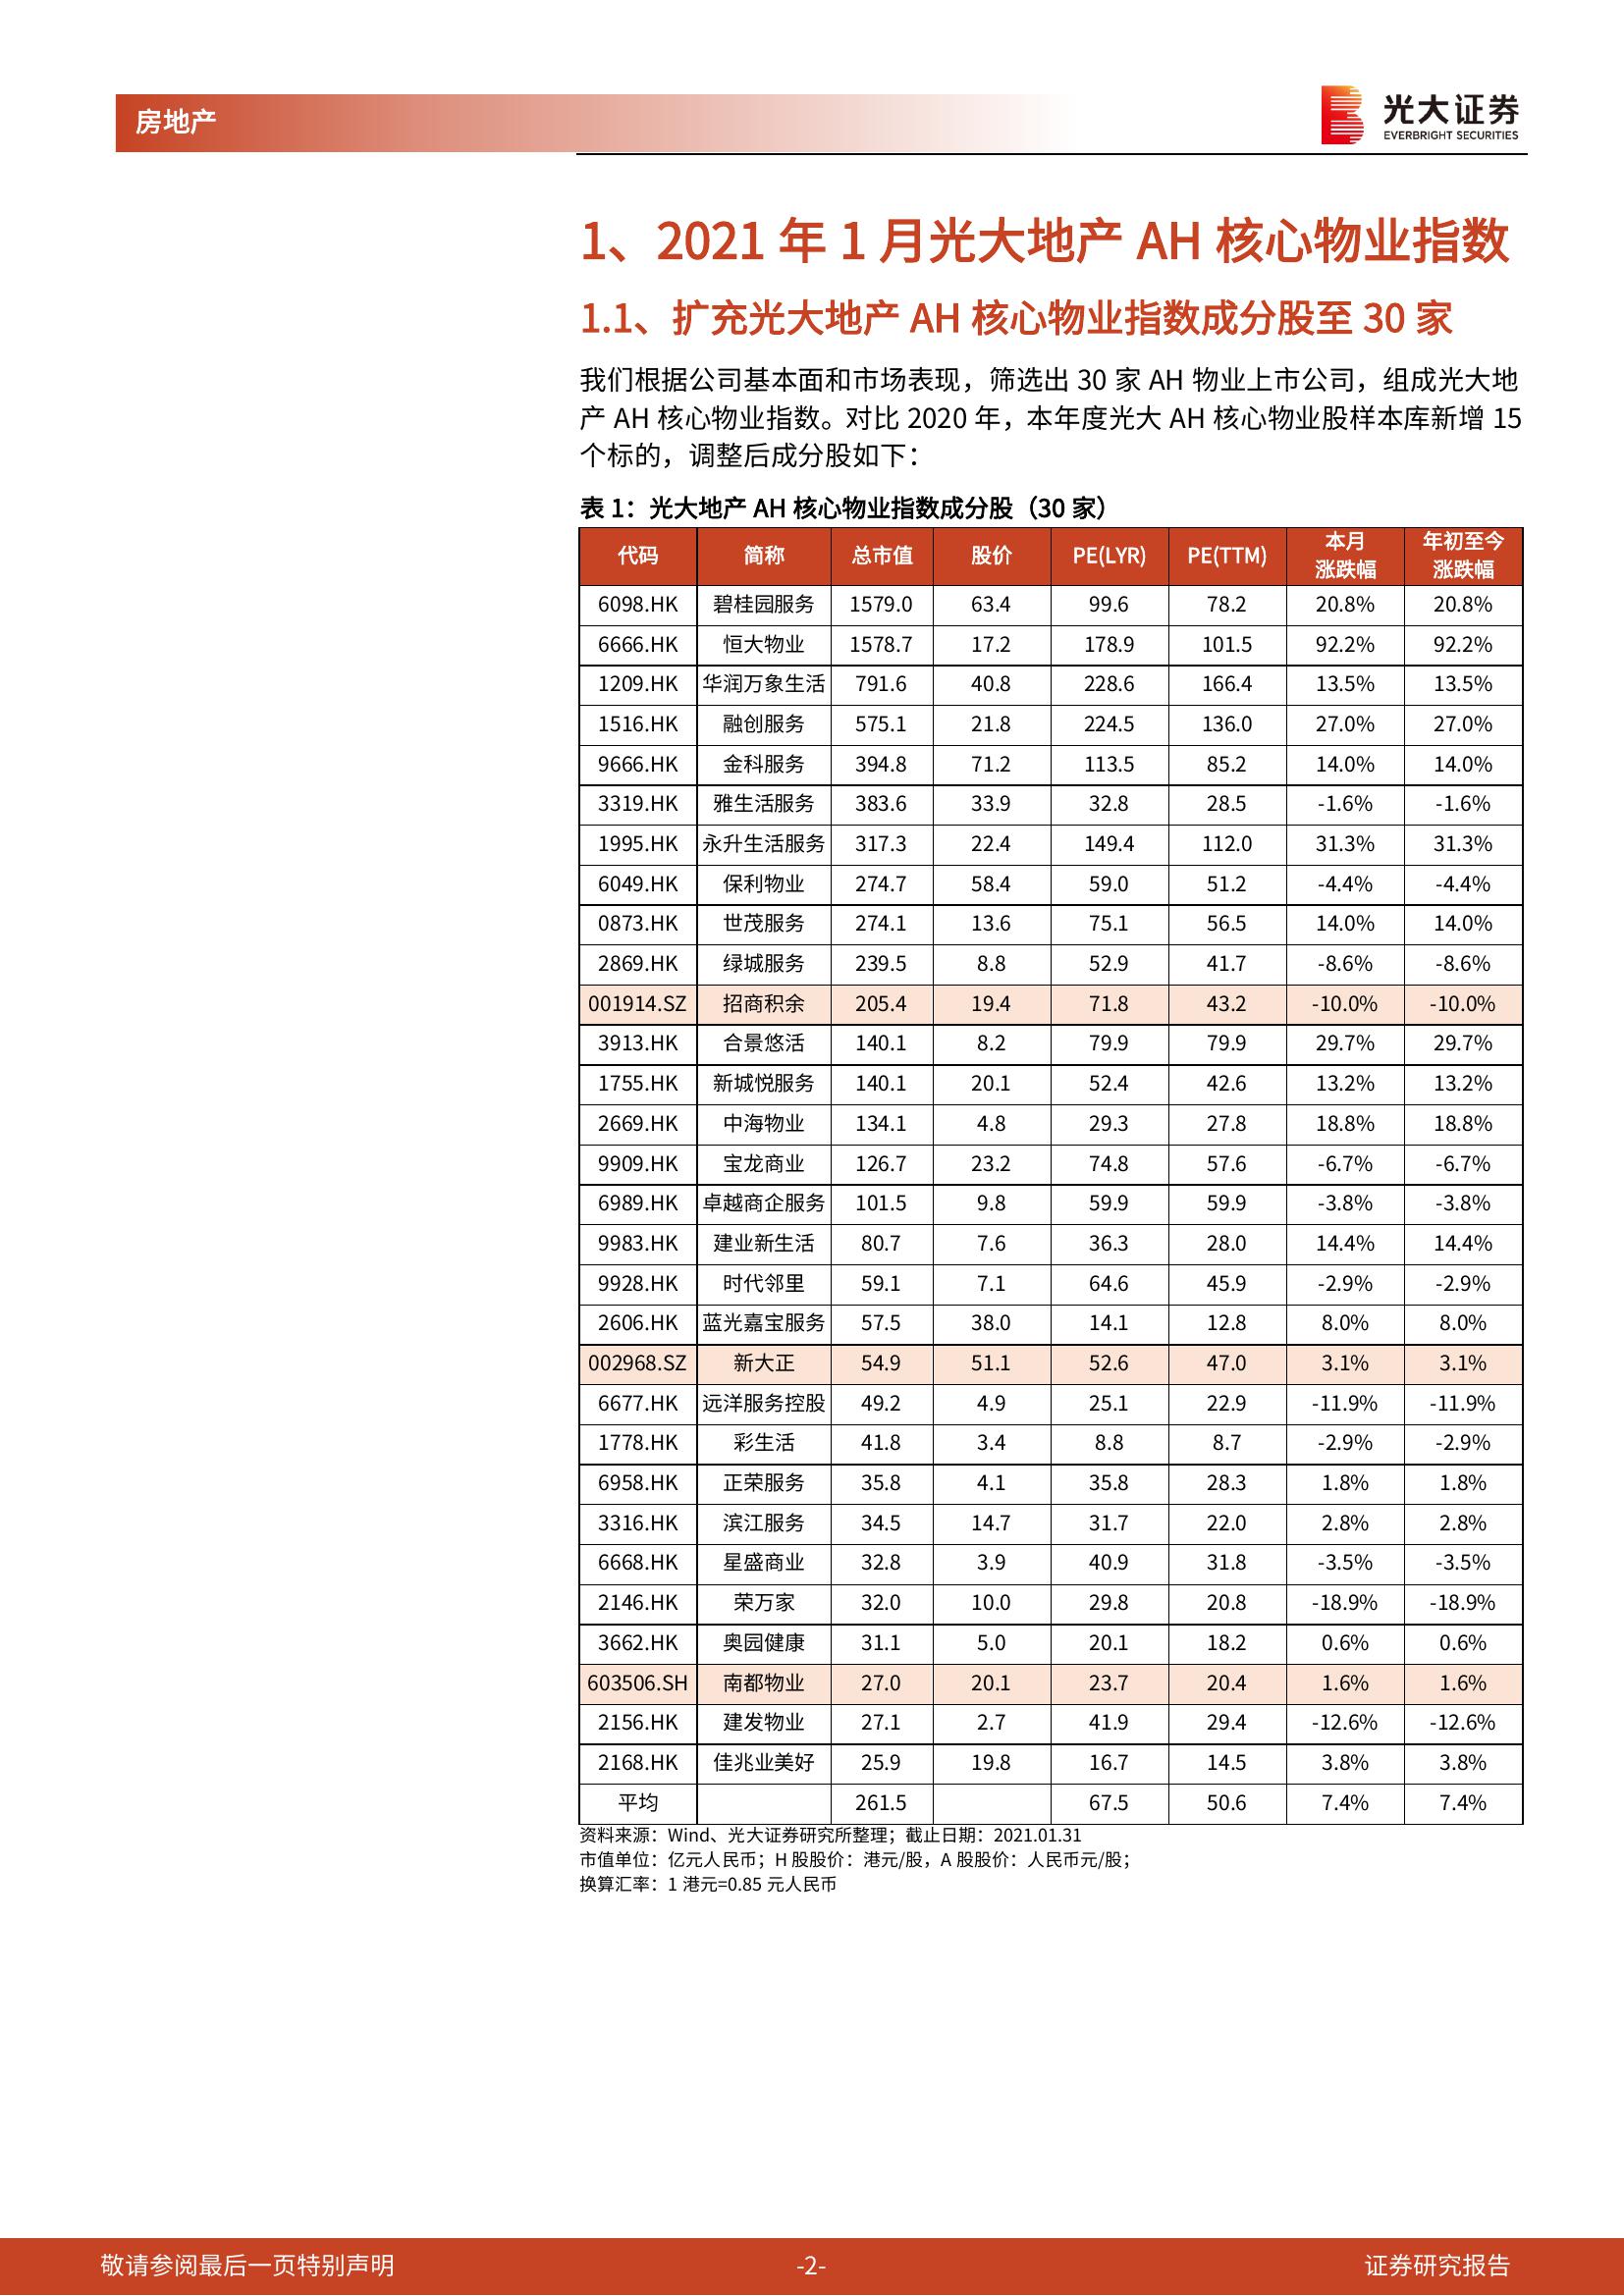 房地产
光大证券
EVERBRIGHT SECURITIES
1、2021 年 1 月光大地产 AH 核心物业指数
1.1、扩充光大地产 AH 核心物业指数成分股至 30 家
我们根据公司基本面和市场表现，筛选出 30 家 AH 物业上市公司，组成光大地
产 AH 核心物业指数。对比 2020 年，本年度光大 AH 核心物业股样本库新增 15
个标的，调整后成分股如下：
表 1：光大地产 AH 核心物业指数成分股（30 家）
代码 简称 总市值 股价 PE(LYR) PE(TTM) 本月涨跌幅 年初至今涨跌幅
6098.HK 碧桂园服务 1579.0 63.4 99.6 78.2 20.8% 20.8%
6666.HK 恒大物业 1578.7 17.2 178.9 101.5 92.2% 92.2%
1209.HK 华润万象生活 791.6 40.8 228.6 166.4 13.5% 13.5%
1516.HK 融创服务 575.1 21.8 224.5 136.0 27.0% 27.0%
9666.HK 金科服务 394.8 71.2 113.5 85.2 14.0% 14.0%
3319.HK 雅生活服务 383.6 33.9 32.8 28.5 -1.6% -1.6%
1995.HK 永升生活服务 317.3 22.4 149.4 112.0 31.3% 31.3%
6049.HK 保利物业 274.7 58.4 59.0 51.2 -4.4% -4.4%
0873.HK 世茂服务 274.1 13.6 75.1 56.5 14.0% 14.0%
2869.HK 绿城服务 239.5 8.8 52.9 41.7 -8.6% -8.6%
001914.SZ 招商积余 205.4 19.4 71.8 43.2 -10.0% -10.0%
3913.HK 合景悠活 140.1 8.2 79.9 79.9 29.7% 29.7%
1755.HK 新城悦服务 140.1 20.1 52.4 42.6 13.2% 13.2%
2669.HK 中海物业 134.1 4.8 29.3 27.8 18.8% 18.8%
9909.HK 宝龙商业 126.7 23.2 74.8 57.6 -6.7% -6.7%
6989.HK 卓越商企服务 101.5 9.8 59.9 59.9 -3.8% -3.8%
9983.HK 建业新生活 80.7 7.6 36.3 28.0 14.4% 14.4%
9928.HK 时代邻里 59.1 7.1 64.6 45.9 -2.9% -2.9%
2606.HK 蓝光嘉宝服务 57.5 38.0 14.1 12.8 8.0% 8.0%
002968.SZ 新大正 54.9 51.1 52.6 47.0 3.1% 3.1%
6677.HK 远洋服务控股 49.2 4.9 25.1 22.9 -11.9% -11.9%
1778.HK 彩生活 41.8 3.4 8.8 8.7 -2.9% -2.9%
6958.HK 正荣服务 35.8 4.1 35.8 28.3 1.8% 1.8%
3316.HK 滨江服务 34.5 14.7 31.7 22.0 2.8% 2.8%
6668.HK 星盛商业 32.8 3.9 40.9 31.8 -3.5% -3.5%
2146.HK 荣万家 32.0 10.0 29.8 20.8 -18.9% -18.9%
3662.HK 奥园健康 31.1 5.0 20.1 18.2 0.6% 0.6%
603506.SH 南都物业 27.0 20.1 23.7 20.4 1.6% 1.6%
2156.HK 建发物业 27.1 2.7 41.9 29.4 -12.6% -12.6%
2168.HK 佳兆业美好 25.9 19.8 16.7 14.5 3.8% 3.8%
平均 261.5 67.5 50.6 7.4% 7.4%
资料来源：Wind、光大证券研究所整理；截止日期：2021.01.31
市值单位：亿元人民币；H 股股价：港元/股，A 股股价：人民币元/股；
换算汇率：1 港元=0.85 元人民币
敬请参阅最后一页特别声明 -2- 证券研究报告